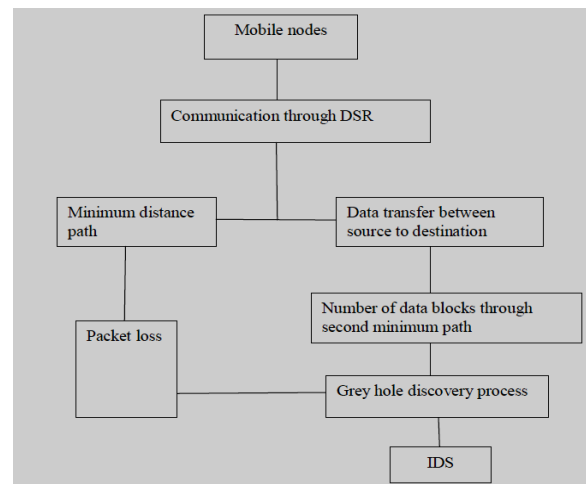 Mobile nodes
Communication through DSR
Minimum distance
path
Data transfer between
source to destination
Number of data blocks through
second minimum path
Packet loss
Grey hole discovery process
IDS